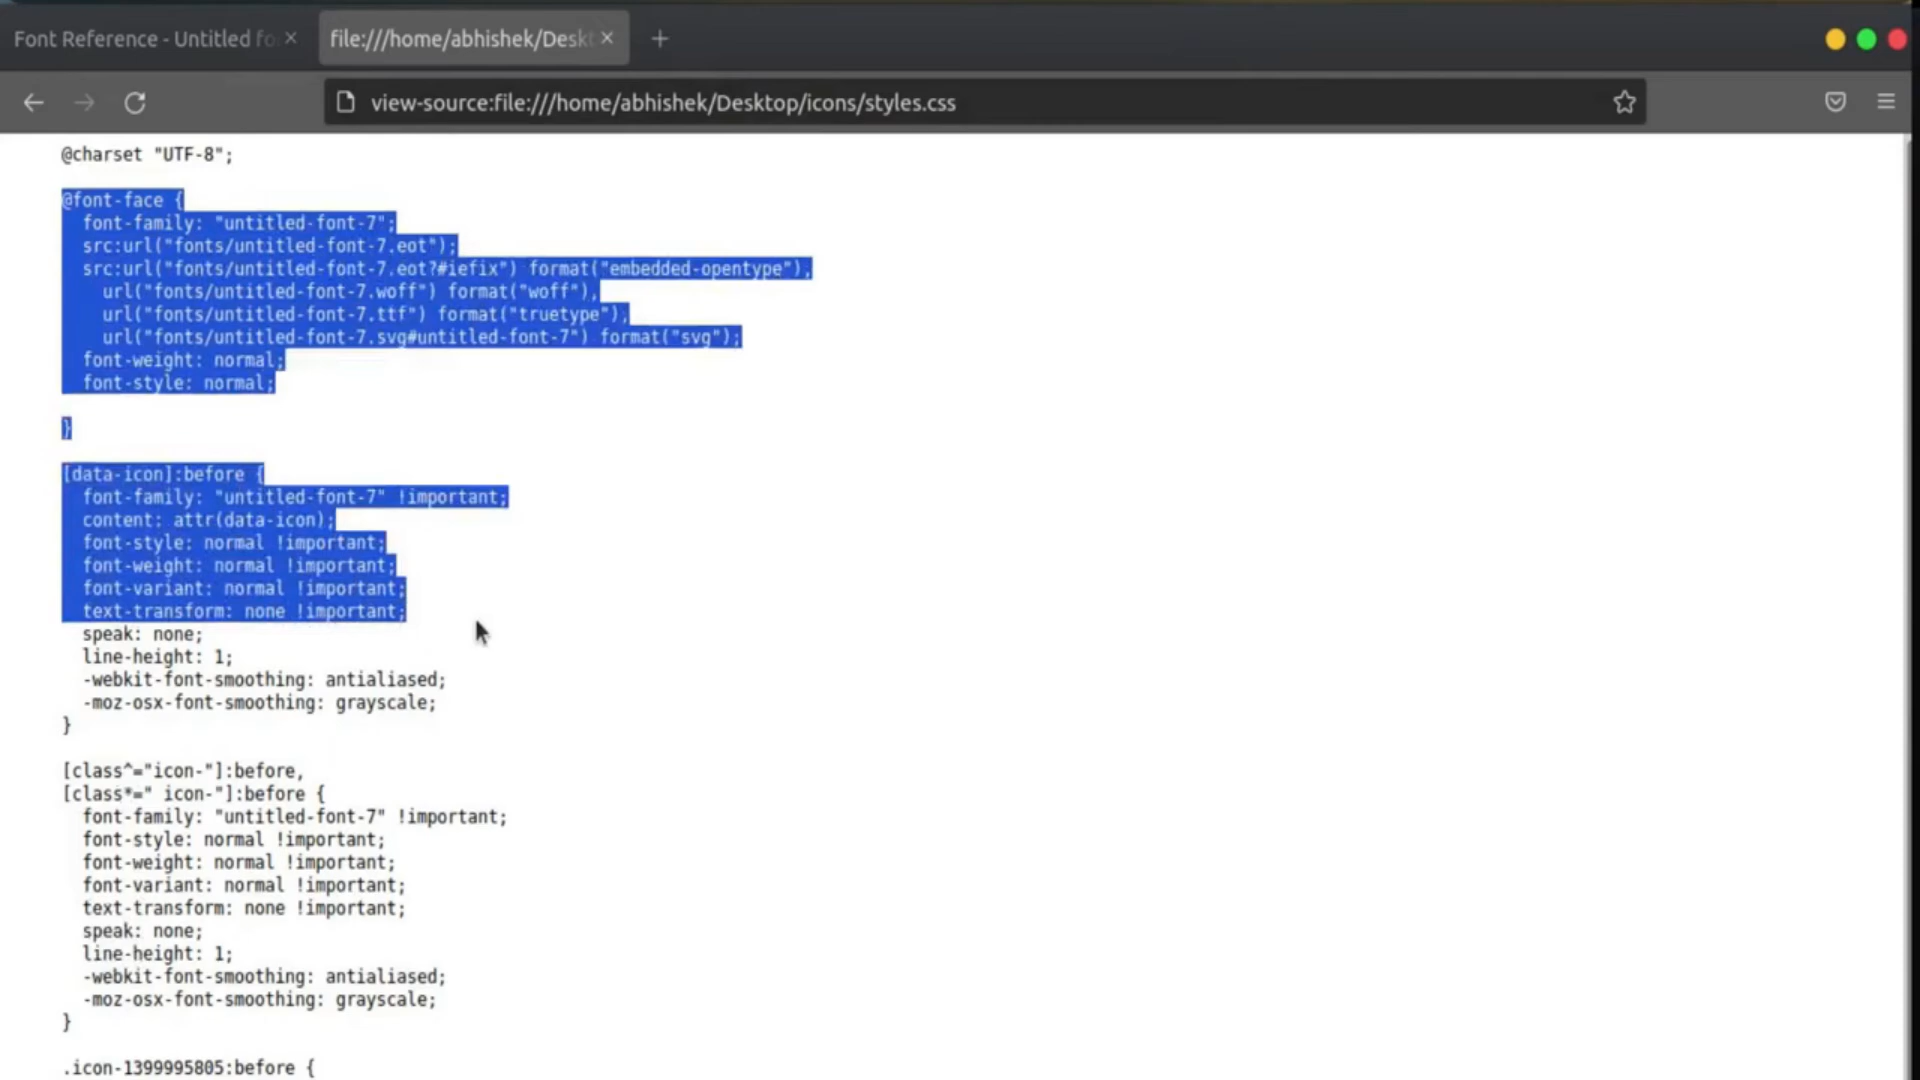 Font Reference - Untitled fo
file:///home/abhishek/Deskt
view-source:file:///home/abhishek/Desktop/icons/styles.css
@charset "UTF-8";
@font-face {
font-family: "untitled-font-7";
src:url("fonts/untitled-font-7.eot");
src:url("fonts/untitled-font-7.eot?#iefix") format("embedded-opentype"),
url("fonts/untitled-font-7.woff") format("woff"),
url("fonts/untitled-font-7.ttf") format("truetype"),
url("fonts/untitled-font-7.svg#untitled-font-7") format("svg");
font-weight: normal;
font-style: normal;
}
[data-icon]:before {
font-family: "untitled-font-7" !important;
content: attr(data-icon);
font-style: normal !important;
font-weight: normal !important;
font-variant: normal !important;
text-transform: none !important;
speak: none;
line-height: 1;
-webkit-font-smoothing: antialiased;
-moz-osx-font-smoothing: grayscale;
}
[class^="icon-"]:before,
[class*=" icon-"]:before {
font-family: "untitled-font-7" !important;
font-style: normal !important;
font-weight: normal !important;
font-variant: normal !important;
text-transform: none !important;
speak: none;
line-height: 1;
-webkit-font-smoothing: antialiased;
-moz-osx-font-smoothing: grayscale;
}
.icon-1399995805:before {